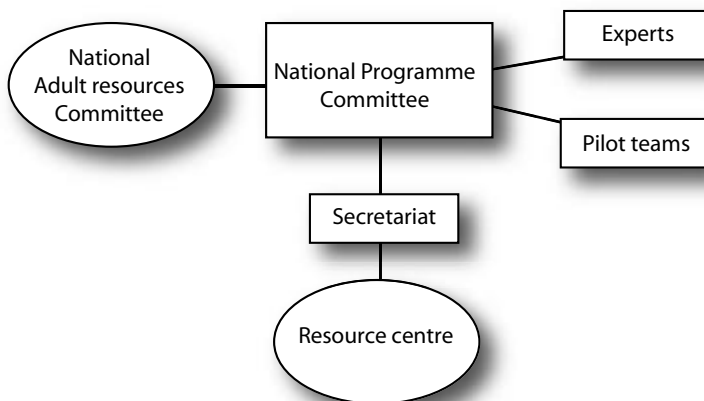 National
Adult resources
Committee
National Programme
Committee
Experts
Pilot teams
Secretariat
Resource centre